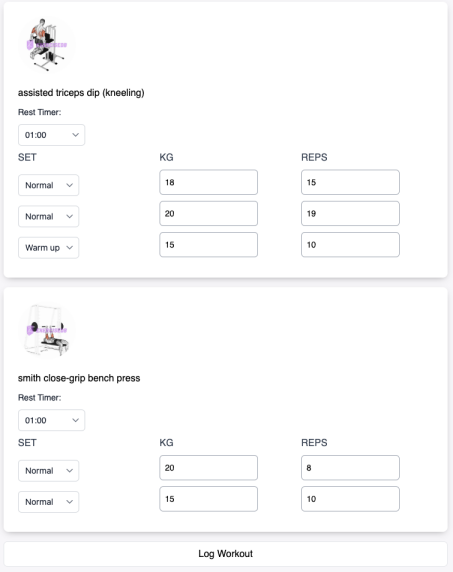 assisted triceps dip (kneeling)
Rest Timer:
01:00
SET KG REPS
Normal 18 15
Normal 20 19
Warm up 15 10
smith close-grip bench press
Rest Timer:
01:00
SET KG REPS
Normal 20 8
Normal 15 10
Log Workout